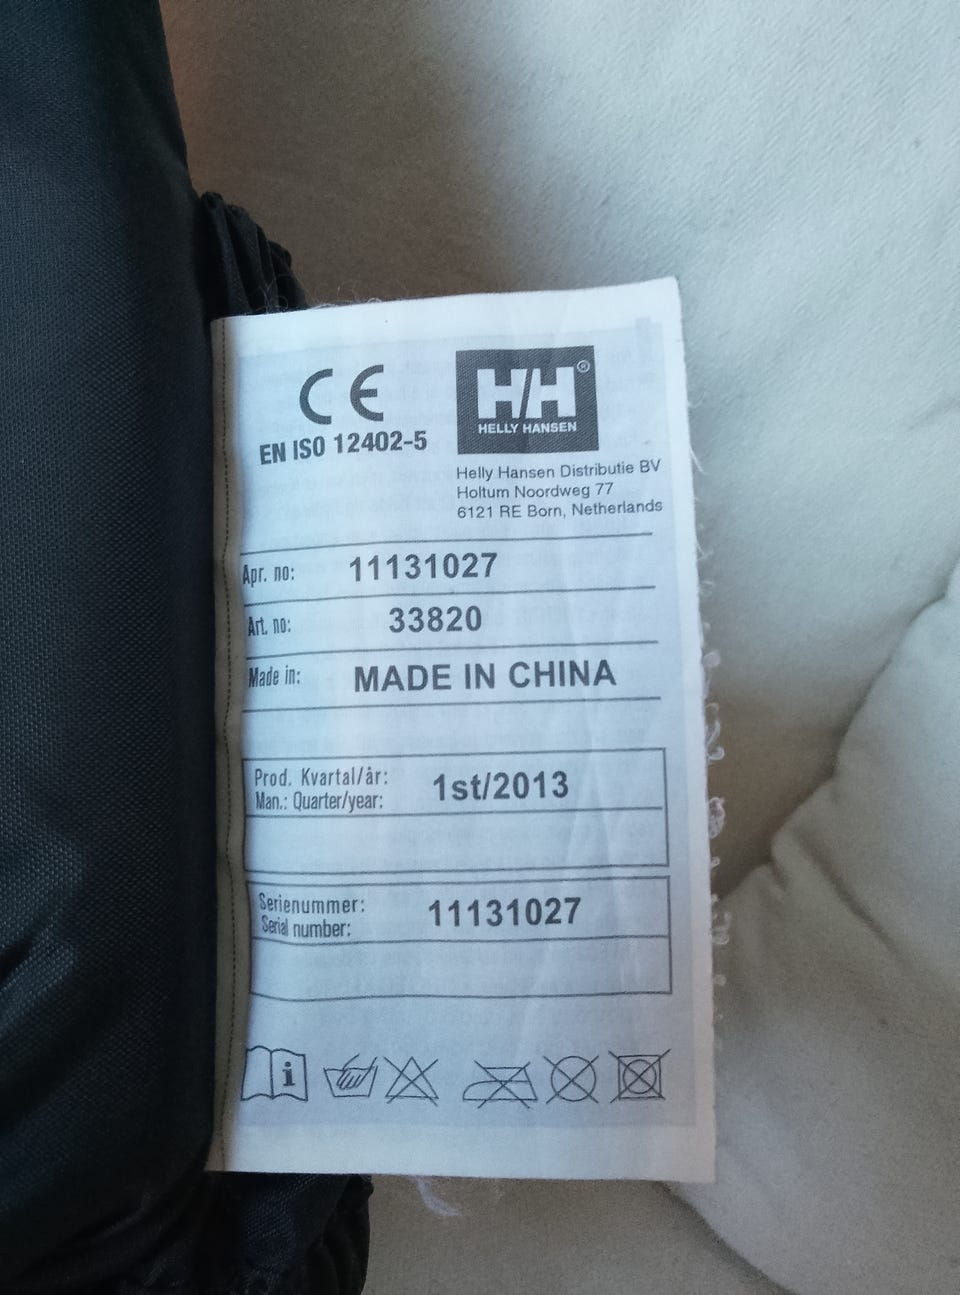 CE
EN ISO 12402-5
HH®
HELLY HANSEN
Helly Hansen Distributie BV
Holtum Noordweg 77
6121 RE Born, Netherlands
Apr. no: 11131027
Art. no: 33820
Made in: MADE IN CHINA
Prod. Kvartal/år:
Man.: Quarter/year: 1st/2013
Serienummer:
Serial number: 11131027
i